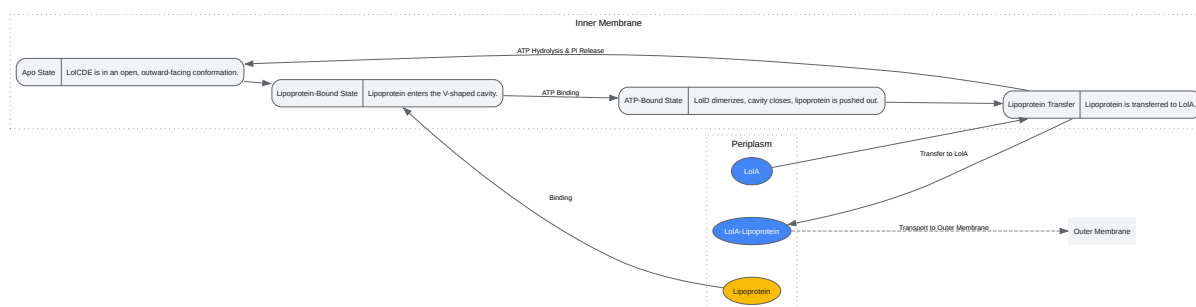 Inner Membrane
ATP Hydrolysis & Pi Release
Apo State
LolCDE is in an open, outward-facing conformation.
Lipoprotein-Bound State
Lipoprotein enters the V-shaped cavity.
ATP Binding
ATP-Bound State
LolD dimerizes, cavity closes, lipoprotein is pushed out.
Lipoprotein Transfer
Lipoprotein is transferred to LolA.
Periplasm
LolA
Transfer to LolA
Binding
LolA-Lipoprotein
Transport to Outer Membrane
Outer Membrane
Lipoprotein